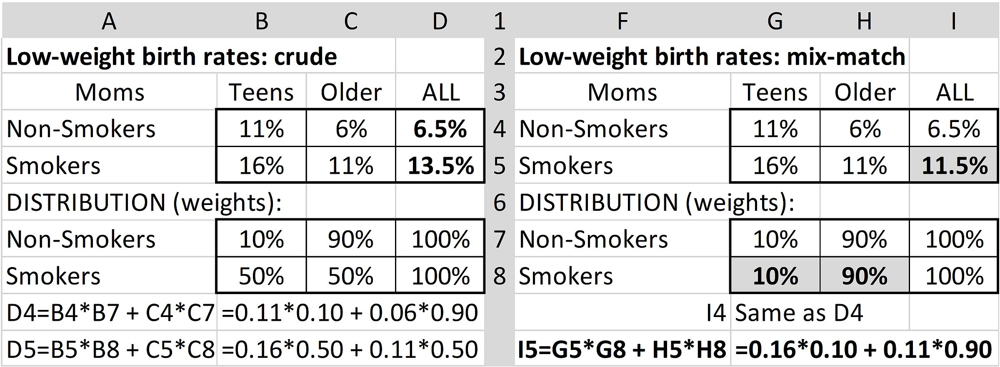 A B C D 1 F G H I
Low-weight birth rates: crude 2 Low-weight birth rates: mix-match
Moms Teens Older ALL 3 Moms Teens Older ALL
Non-Smokers 11% 6% 6.5% 4 Non-Smokers 11% 6% 6.5%
Smokers 16% 11% 13.5% 5 Smokers 16% 11% 11.5%
DISTRIBUTION (weights): 6 DISTRIBUTION (weights):
Non-Smokers 10% 90% 100% 7 Non-Smokers 10% 90% 100%
Smokers 50% 50% 100% 8 Smokers 10% 90% 100%
D4=B4*B7 + C4*C7 =0.11*0.10 + 0.06*0.90 I4 Same as D4
D5=B5*B8 + C5*C8 =0.16*0.50 + 0.11*0.50 I5=G5*G8 + H5*H8 =0.16*0.10 + 0.11*0.90